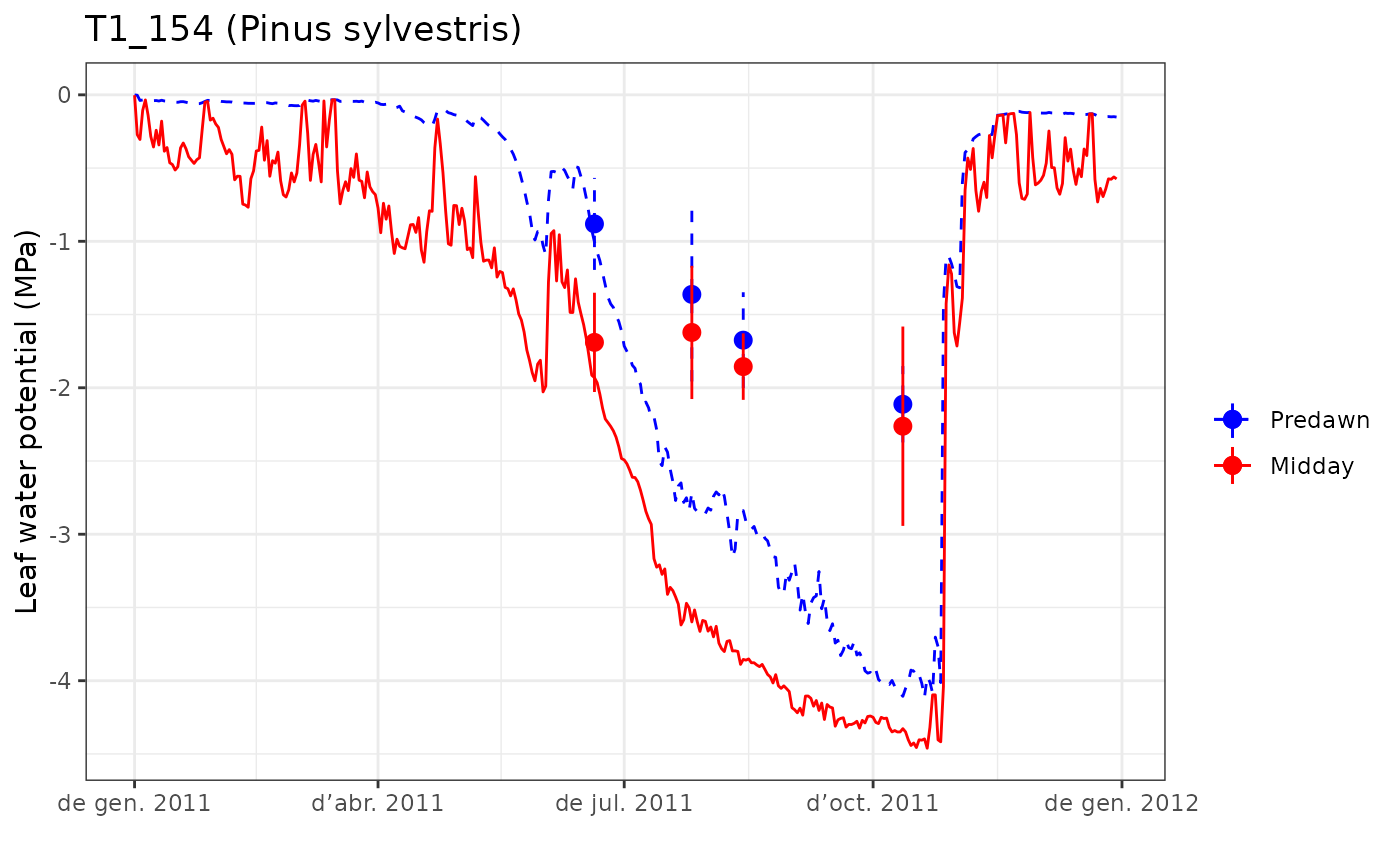 T1_154 (Pinus sylvestris)
Leaf water potential (MPa)
0
-1
-2
-3
-4
de gen. 2011
d’abr. 2011
de jul. 2011
d’oct. 2011
de gen. 2012
Predawn
Midday